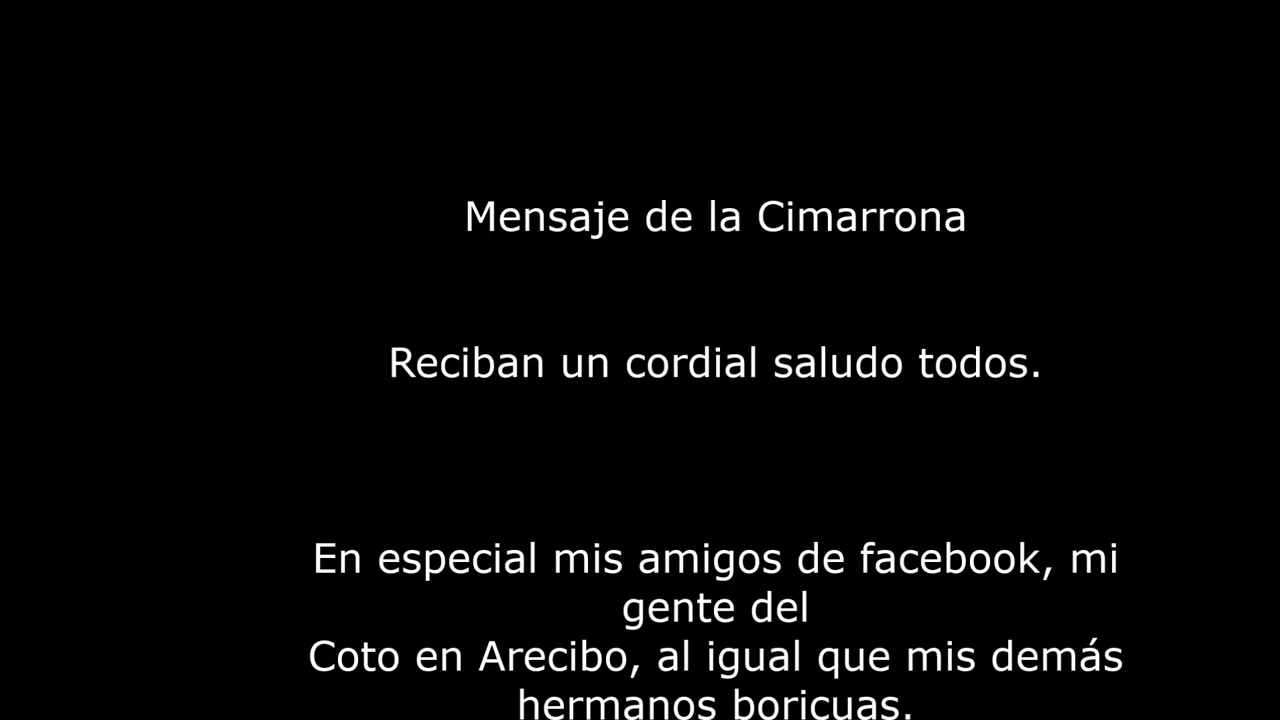 Mensaje de la Cimarrona
Reciban un cordial saludo todos.
En especial mis amigos de facebook, mi
gente del
Coto en Arecibo, al igual que mis demás
hermanos boricuas.